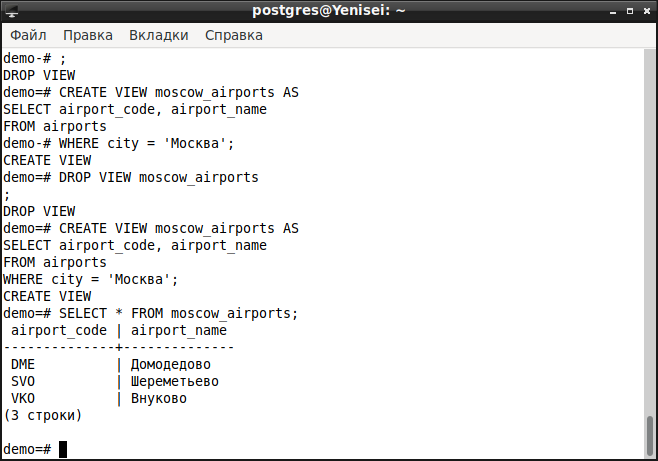 postgres@Yenisei: ~
Файл Правка Вкладки Справка
demo-# ;
DROP VIEW
demo=# CREATE VIEW moscow_airports AS
SELECT airport_code, airport_name
FROM airports
demo-# WHERE city = 'Москва';
CREATE VIEW
demo=# DROP VIEW moscow_airports
;
DROP VIEW
demo=# CREATE VIEW moscow_airports AS
SELECT airport_code, airport_name
FROM airports
WHERE city = 'Москва';
CREATE VIEW
demo=# SELECT * FROM moscow_airports;
 airport_code | airport_name
--------------+--------------
 DME          | Домодедово
 SVO          | Шереметьево
 VKO          | Внуково
(3 строки)
demo=#